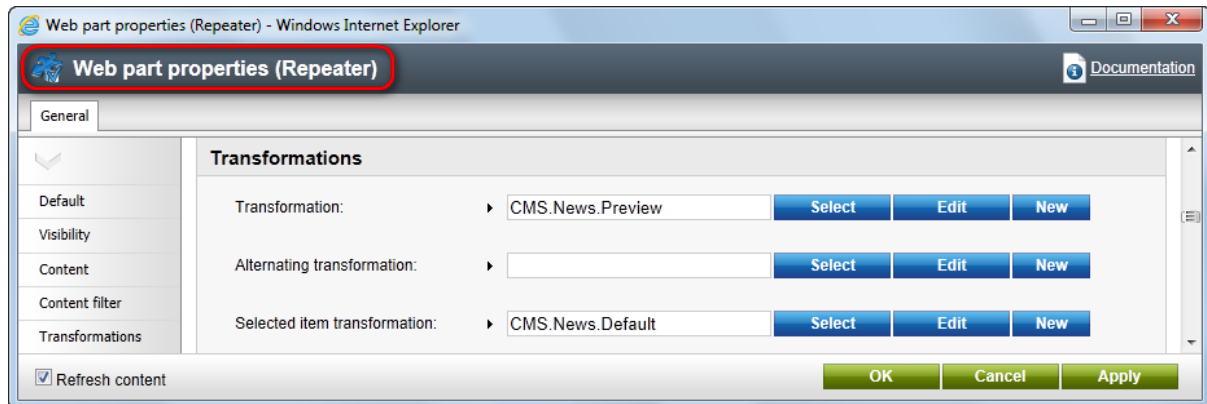 Web part properties (Repeater) - Windows Internet Explorer
Web part properties (Repeater)
Documentation
General
Transformations
Default
Visibility
Content
Content filter
Transformations
Transformation: CMS.News.Preview Select Edit New
Alternating transformation: Select Edit New
Selected item transformation: CMS.News.Default Select Edit New
Refresh content
OK Cancel Apply